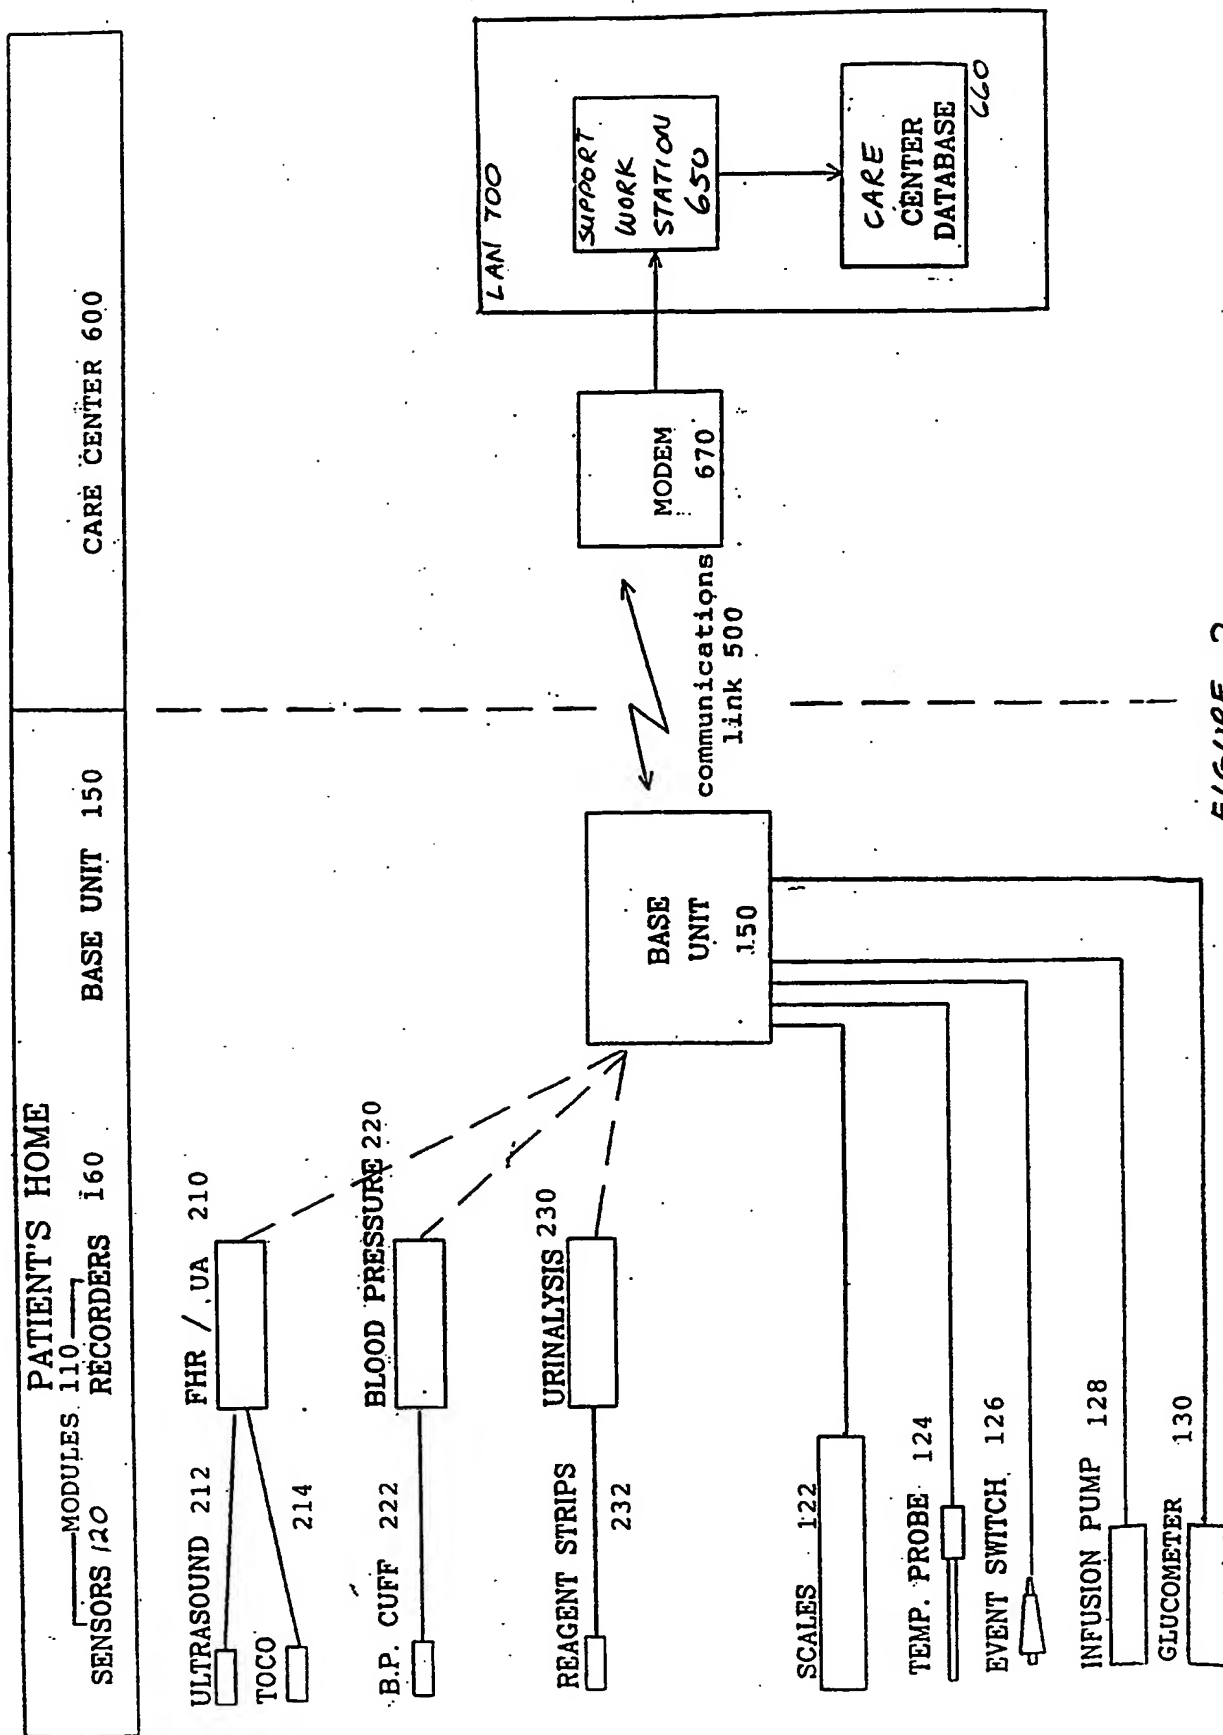 PATIENT'S HOME
MODULES 110
SENSORS 120
RECORDERS 160
BASE UNIT 150
CARE CENTER 600
ULTRASOUND 212
FHR / UA 210
TOCO
214
B.P. CUFF 222
BLOOD PRESSURE 220
REAGENT STRIPS
232
URINALYSIS 230
SCALES 122
TEMP. PROBE 124
EVENT SWITCH 126
INFUSION PUMP 128
GLUCOMETER 130
BASE
UNIT
150
communications
link 500
MODEM
670
LAN 700
SUPPORT
WORK
STATION
650
CARE
CENTER
DATABASE
660
FIGURE 2